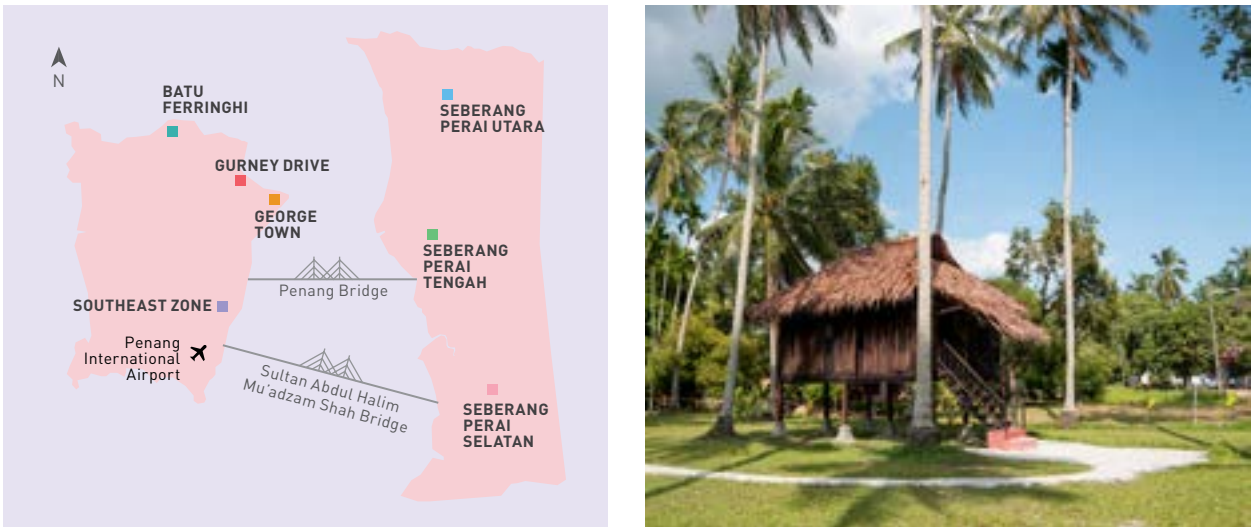 N
BATU
FERRINGHI
SEBERANG
PERAI UTARA
GURNEY DRIVE
GEORGE
TOWN
SEBERANG
PERAI
TENGAH
Penang Bridge
SOUTHEAST ZONE
Penang
International
Airport
Sultan Abdul Halim
Mu'adzam Shah Bridge
SEBERANG
PERAI
SELATAN